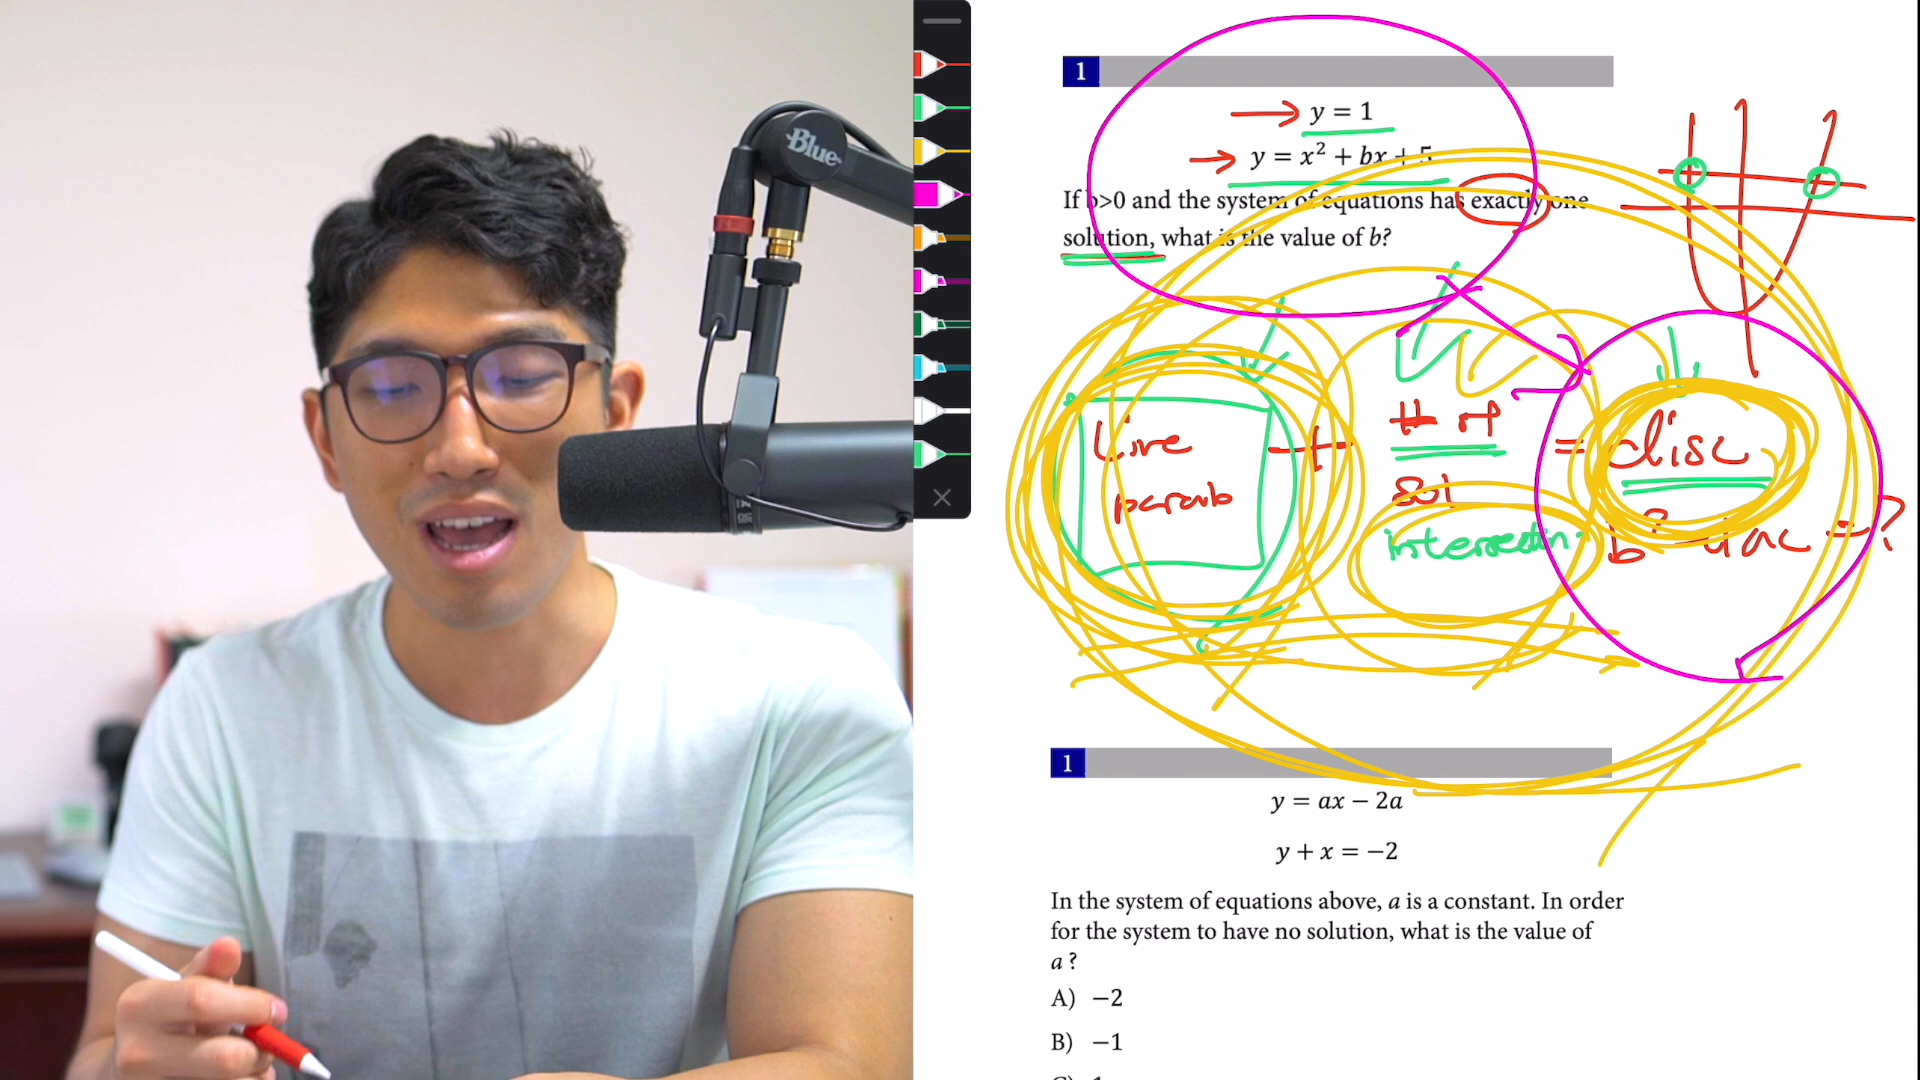 Blue
1
y = 1
y = x² + bx + 5
If b>0 and the system of equations has exactly one
solution, what is the value of b?
Line
parab
+
# of
sol
intersection
= disc
b² - 4ac = ?
1
y = ax − 2a
y + x = −2
In the system of equations above, a is a constant. In order
for the system to have no solution, what is the value of
a ?
A) −2
B) −1